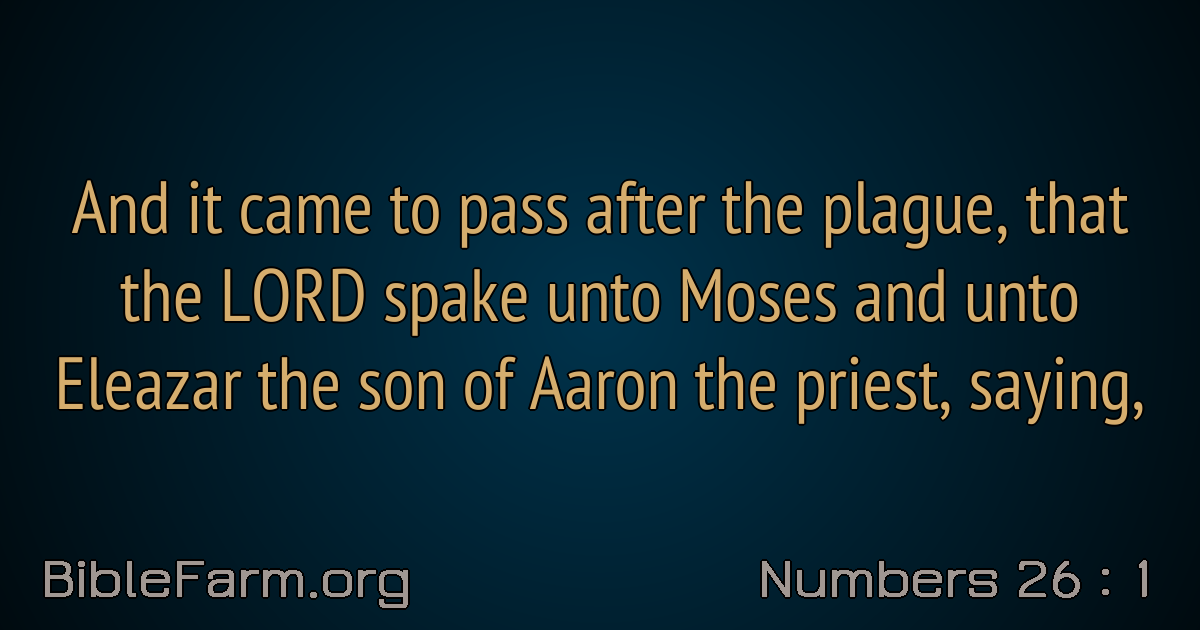 And it came to pass after the plague, that
the LORD spake unto Moses and unto
Eleazar the son of Aaron the priest, saying,
BibleFarm.org
Numbers 26 : 1